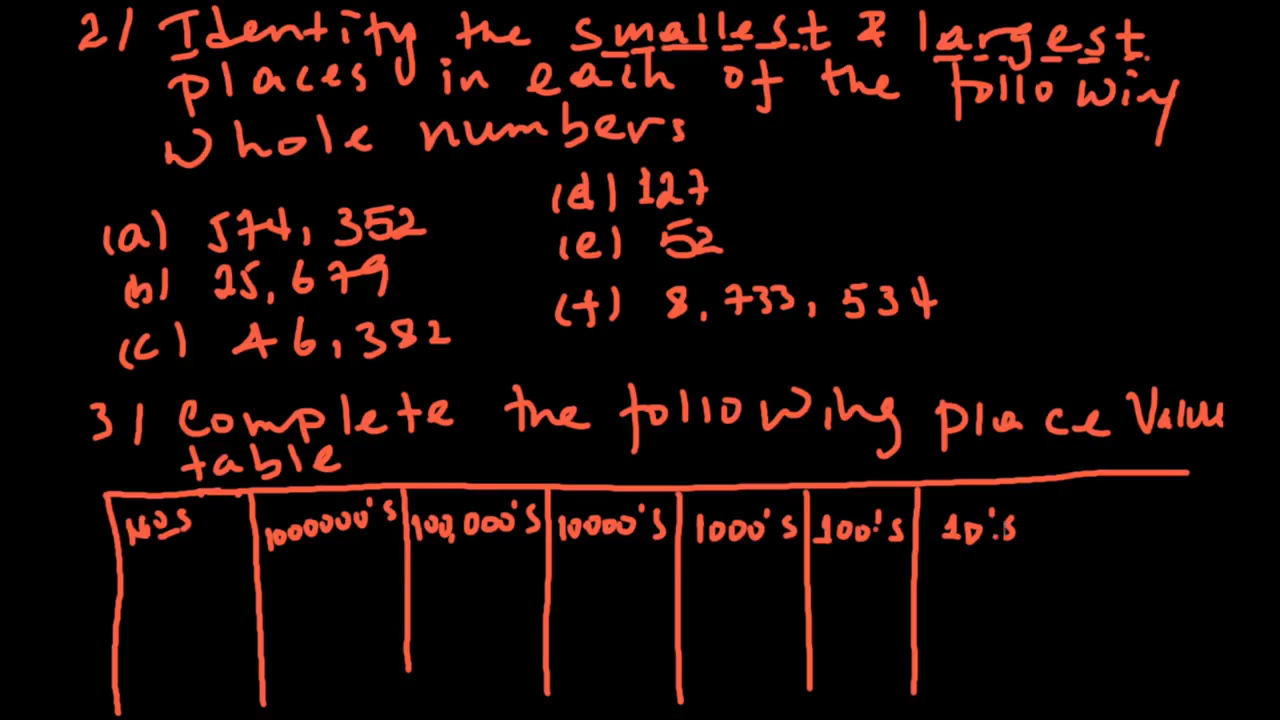 2) Identify the smallest & largest
places in each of the following
whole numbers
(a) 574, 352
(b) 25,679
(c) 46,382
(d) 127
(e) 52
(f) 8,733,534
3) Complete the following place Value
table
NOS 1000000'S 100,000'S 10000'S 1000'S 100'S 10'S